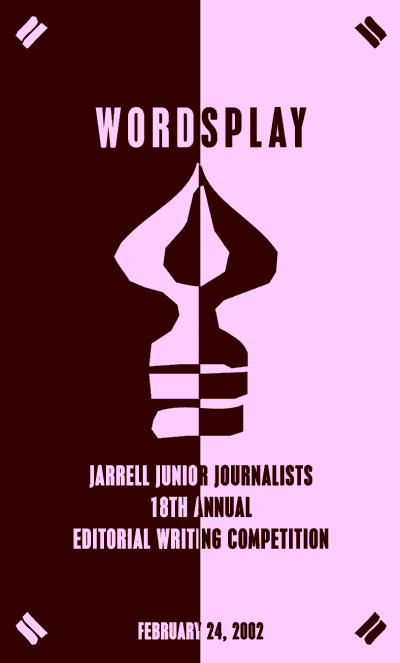 WORDSPLAY
JARRELL JUNIOR JOURNALISTS
18TH ANNUAL
EDITORIAL WRITING COMPETITION
FEBRUARY 24, 2002